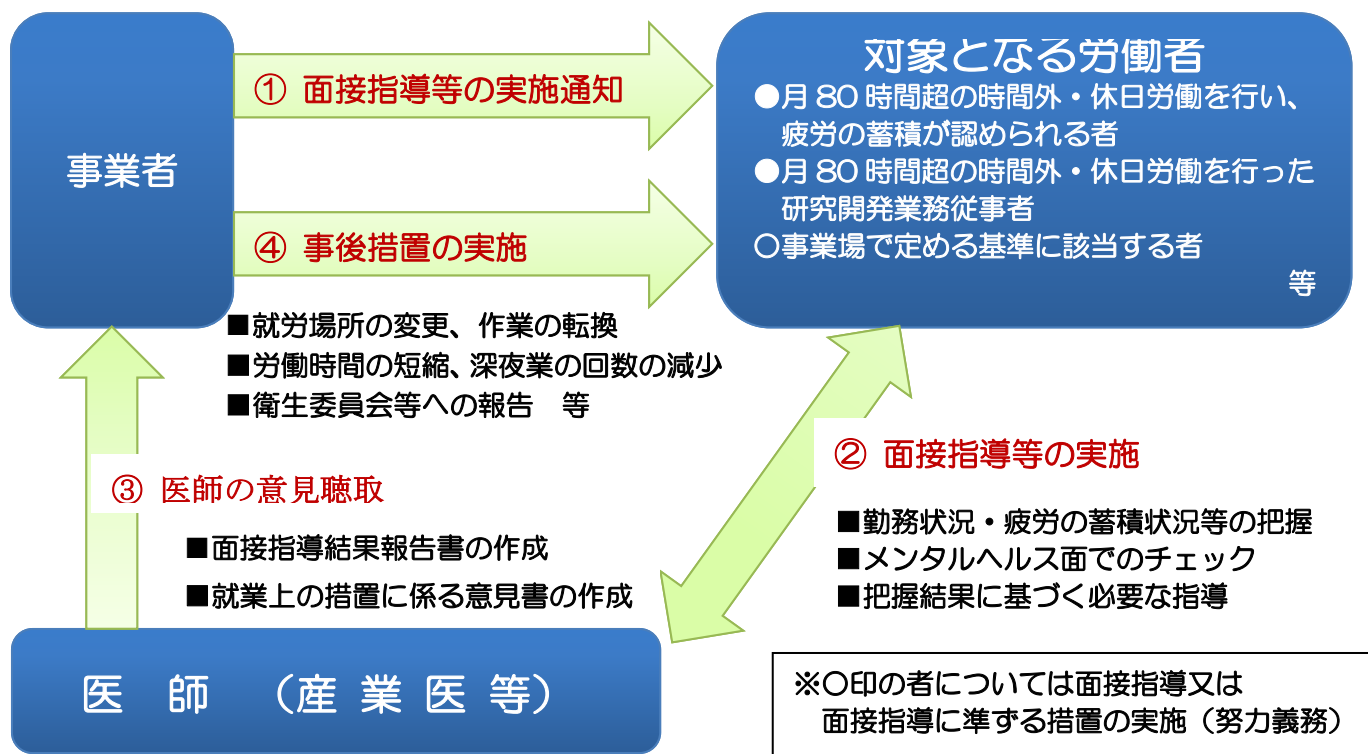 事業者
① 面接指導等の実施通知
対象となる労働者
●月80時間超の時間外・休日労働を行い、
疲労の蓄積が認められる者
●月80時間超の時間外・休日労働を行った
研究開発業務従事者
○事業場で定める基準に該当する者
等
④ 事後措置の実施
■就労場所の変更、作業の転換
■労働時間の短縮、深夜業の回数の減少
■衛生委員会等への報告　等
② 面接指導等の実施
■勤務状況・疲労の蓄積状況等の把握
■メンタルヘルス面でのチェック
■把握結果に基づく必要な指導
③ 医師の意見聴取
■面接指導結果報告書の作成
■就業上の措置に係る意見書の作成
医　師　（産 業 医 等）
※○印の者については面接指導又は
面接指導に準ずる措置の実施（努力義務）